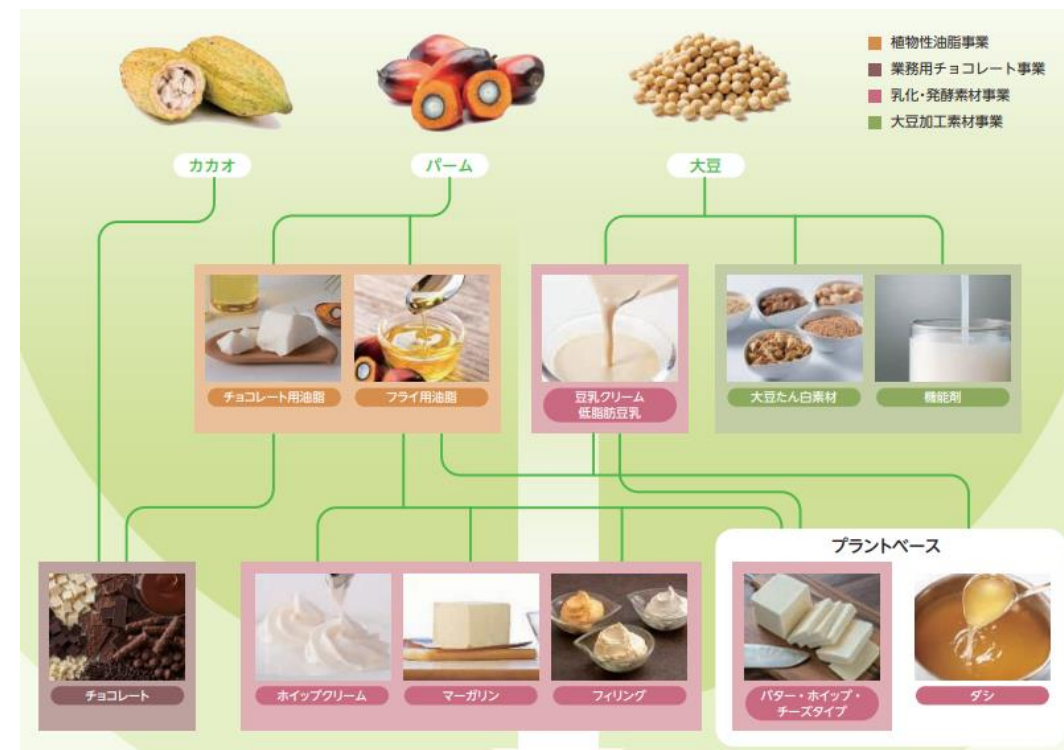 植物性油脂事業
業務用チョコレート事業
乳化・発酵素材事業
大豆加工素材事業
カカオ
パーム
大豆
チョコレート用油脂
フライ用油脂
豆乳クリーム
低脂肪豆乳
大豆たん白素材
機能剤
プラントベース
チョコレート
ホイップクリーム
マーガリン
フィリング
バター・ホイップ・
チーズタイプ
ダシ